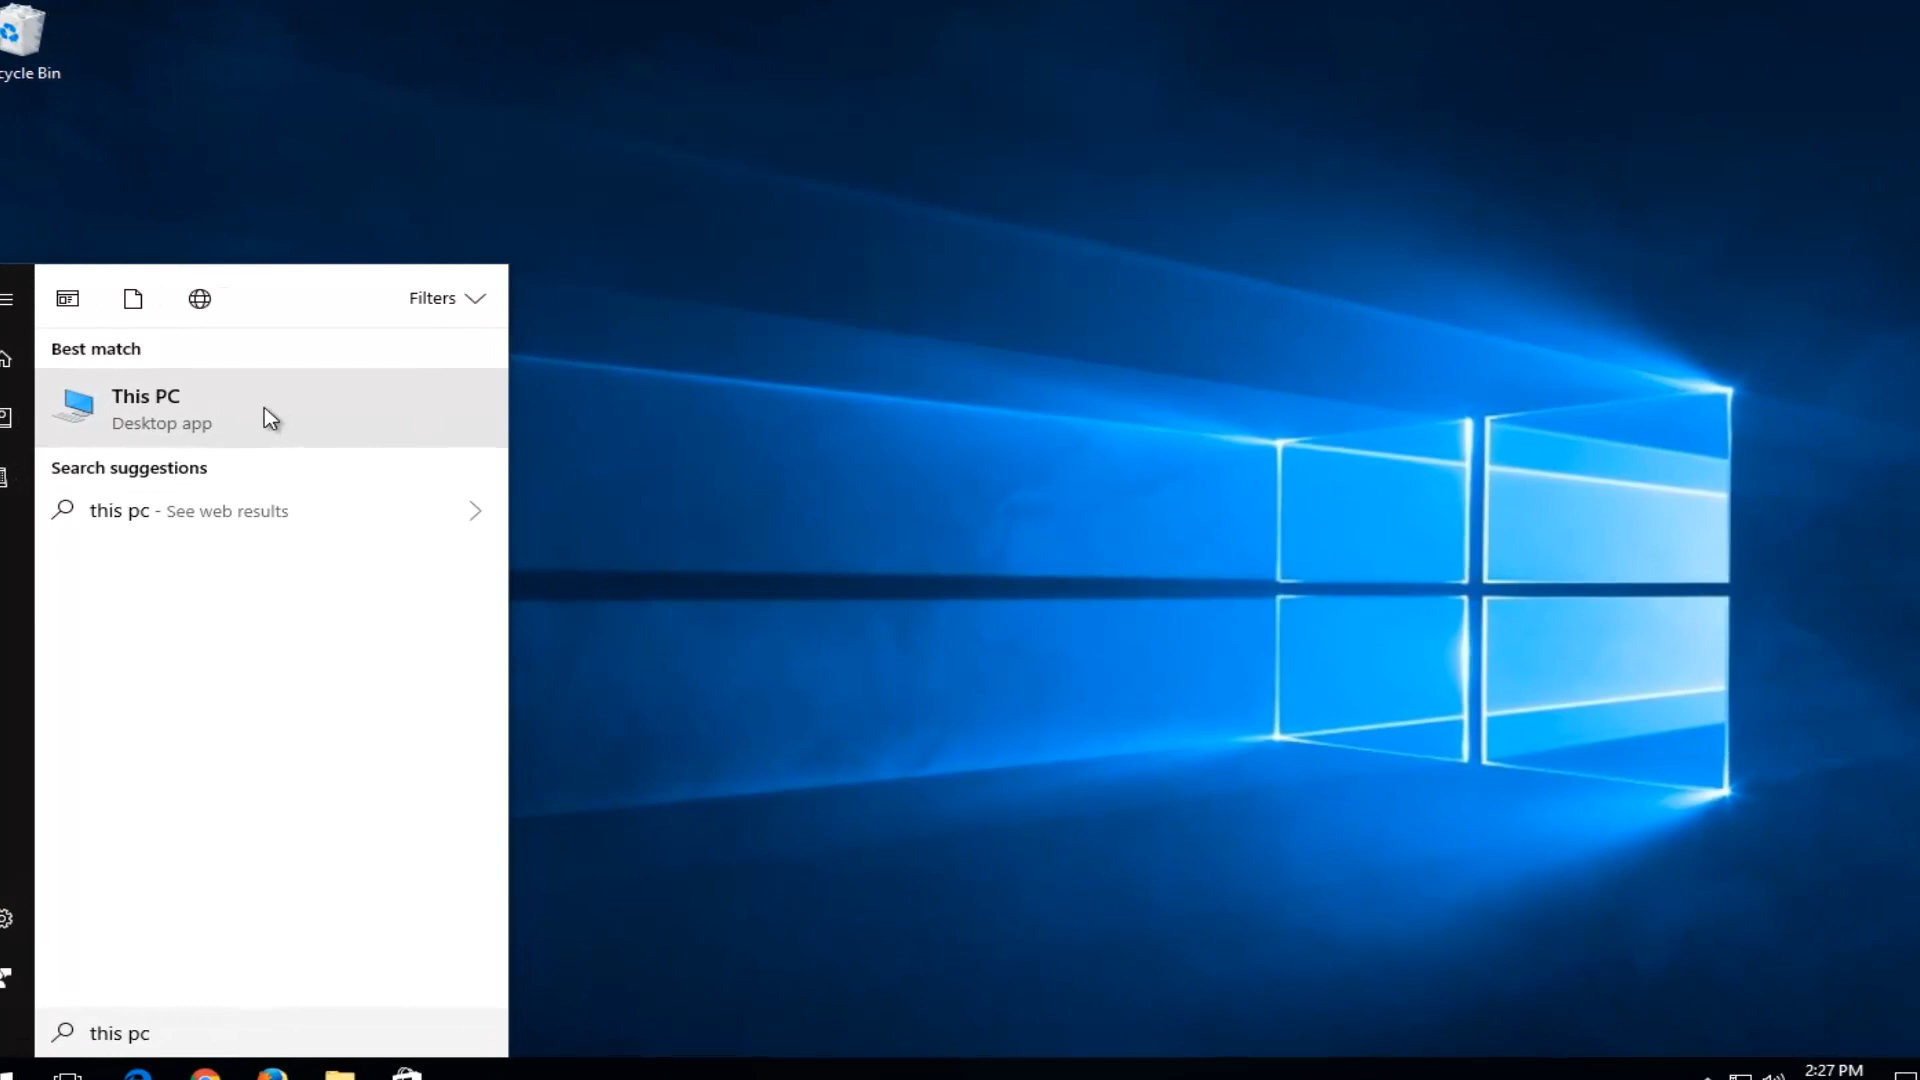 cycle Bin
Filters
Best match
This PC
Desktop app
Search suggestions
this pc - See web results
this pc
2:27 PM